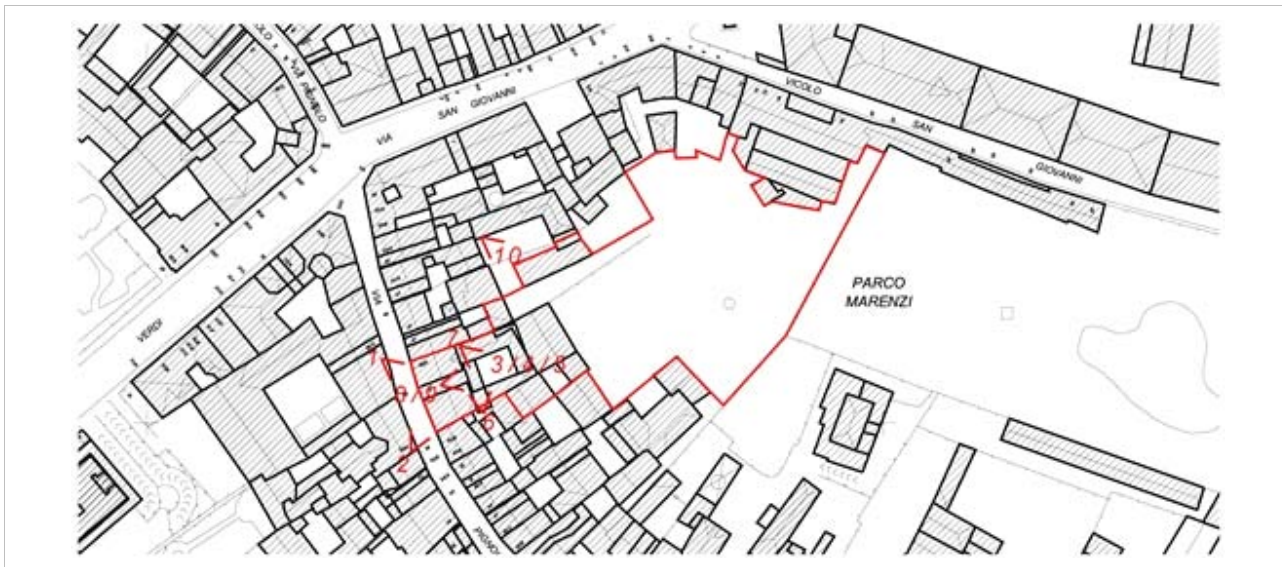 VIA
SAN
GIOVANNI
VICOLO
SAN
GIOVANNI
VERDI
VIA
PARCO
MARENZI
10
1
7
3/4/5
8/9
6
2